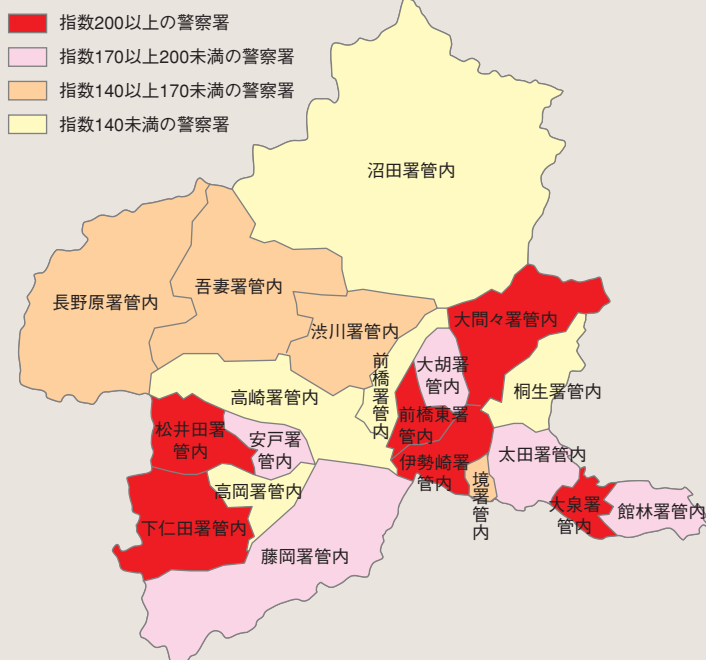 指数200以上の警察署
指数170以上200未満の警察署
指数140以上170未満の警察署
指数140未満の警察署
沼田署管内
吾妻署管内
長野原署管内
渋川署管内
大間々署管内
前橋署管内
大胡署
管内
高崎署管内
桐生署管内
前橋東署
管内
松井田署
管内
安戸署
管内
伊勢崎署
管内
太田署管内
境署管内
高岡署管内
大泉署
管内
館林署管内
下仁田署管内
藤岡署管内